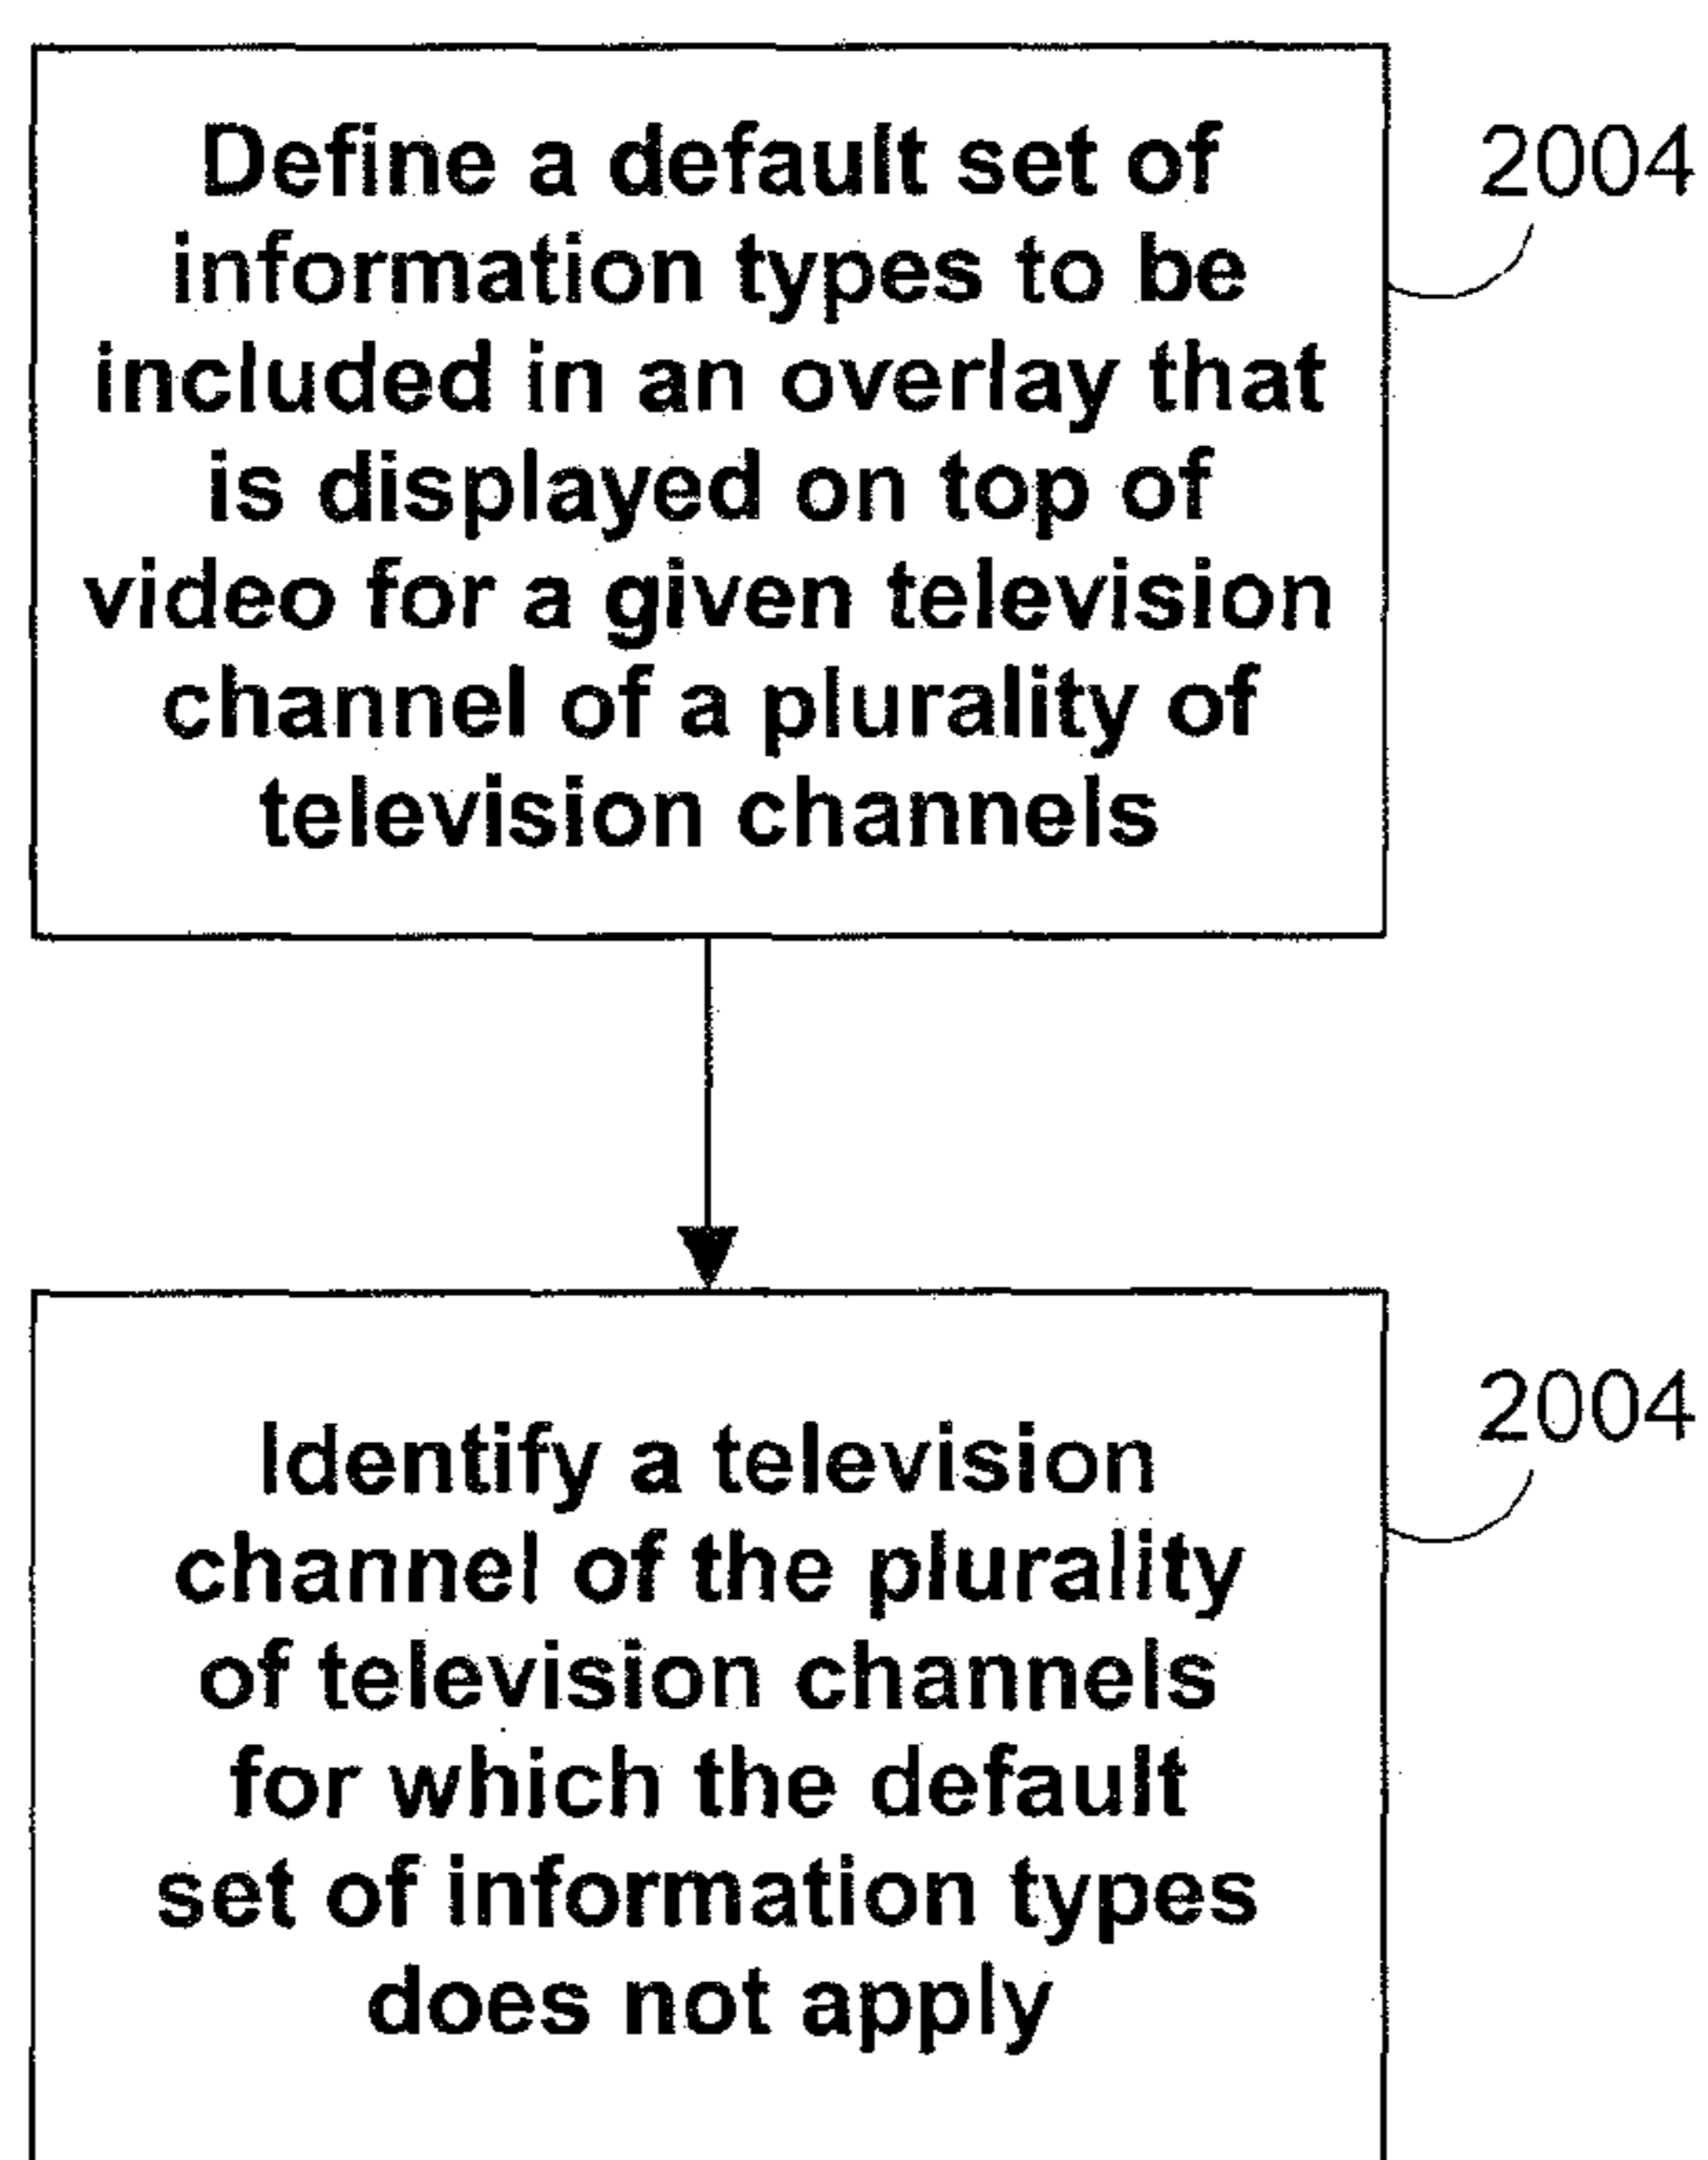 Define a default set of
2004
information types to be
included in an overlay that
is displayed on top of
video for a given television
channel of a plurality of
television channels
2004
Identify a television
channel of the plurality
of television channels
for which the default
set of information types
does not apply